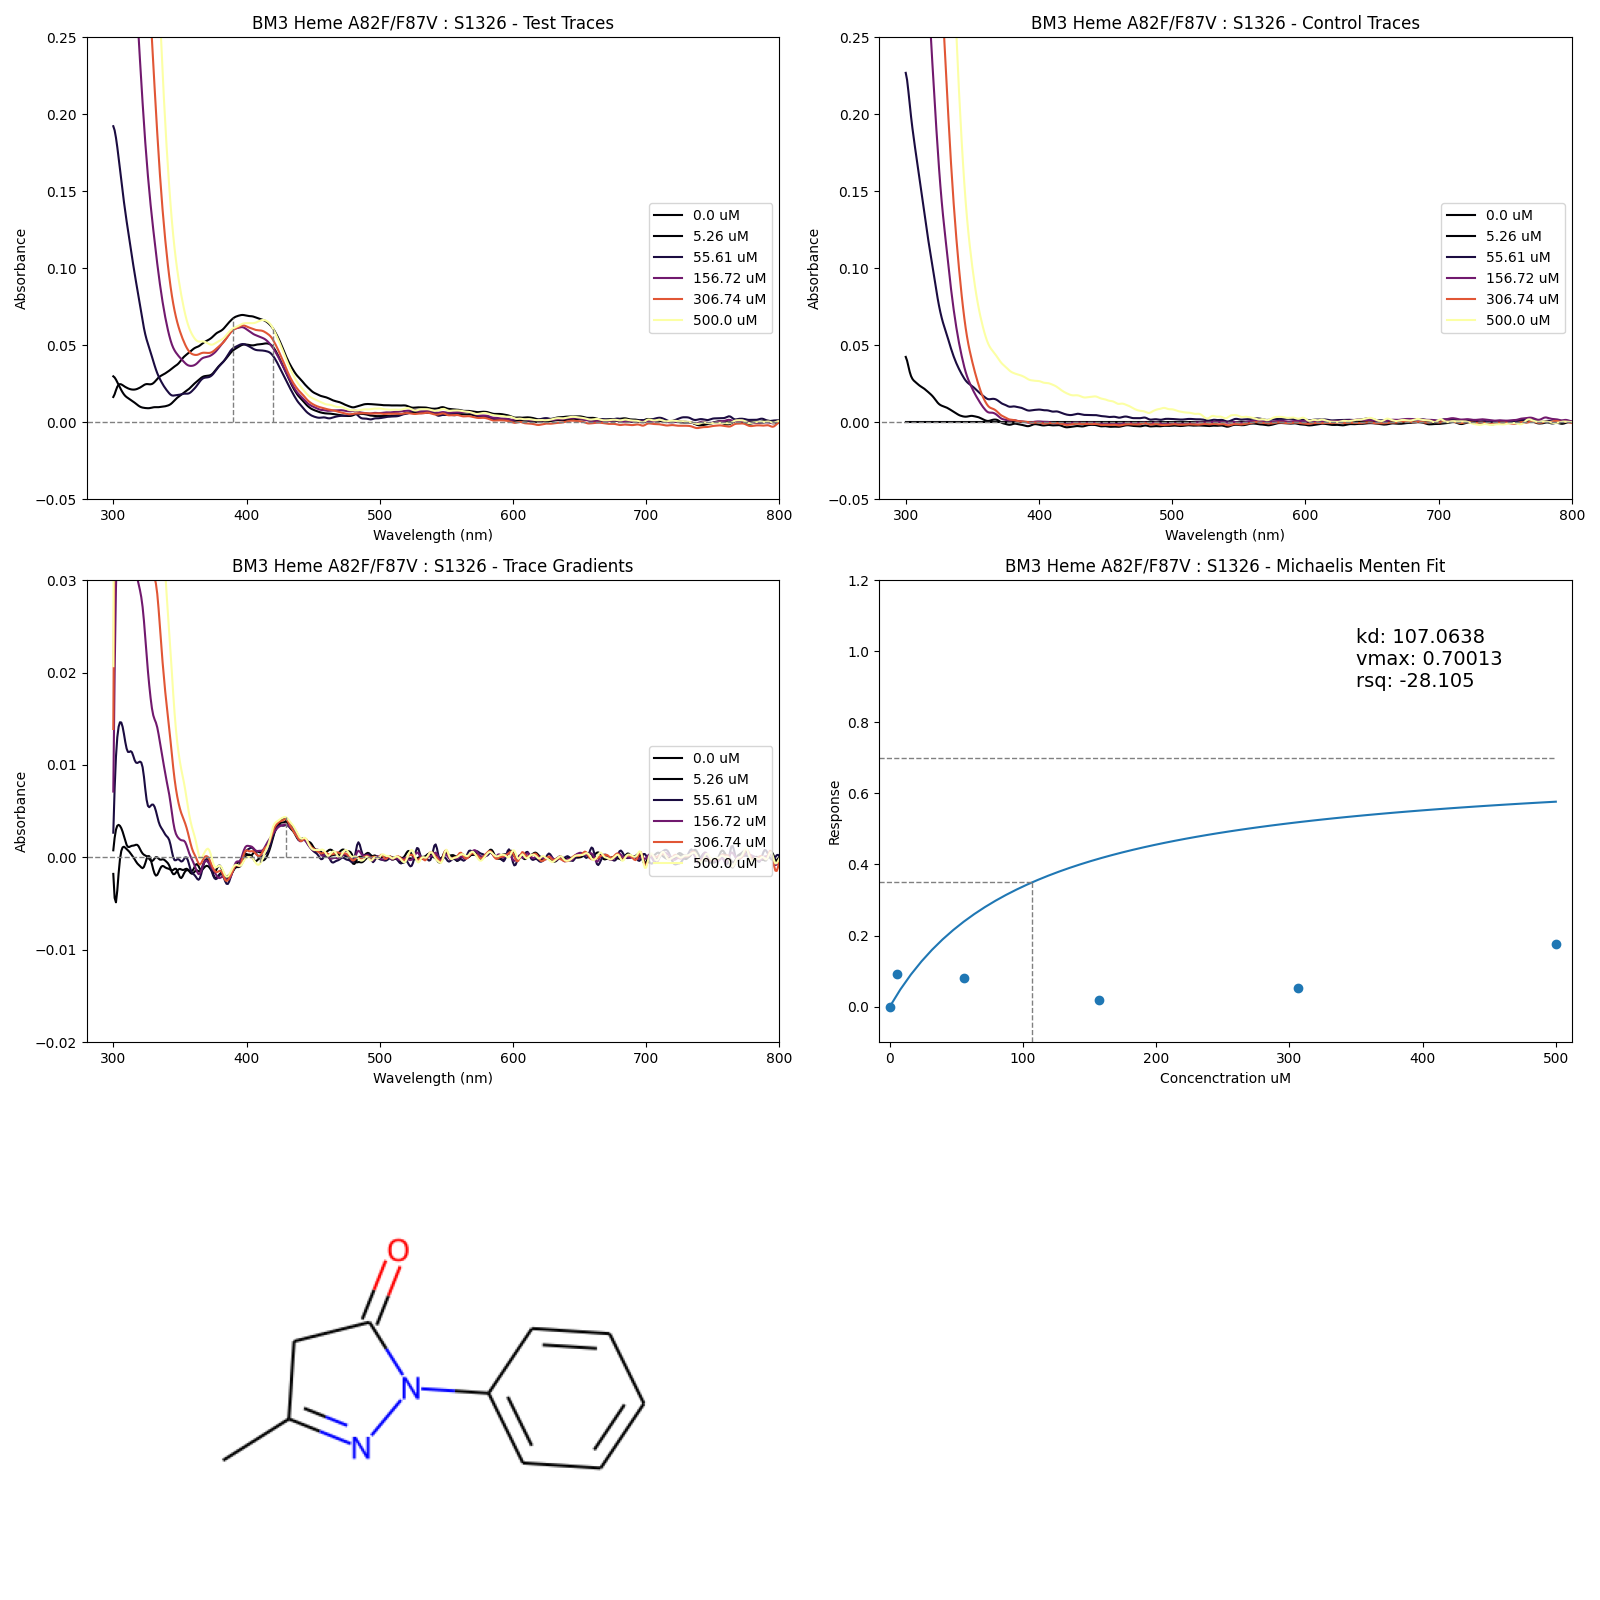 BM3 Heme A82F/F87V : S1326 - Test Traces
0.25
0.20
0.15
0.10
0.05
0.00
−0.05
Absorbance
300 400 500 600 700 800
Wavelength (nm)
0.0 uM
5.26 uM
55.61 uM
156.72 uM
306.74 uM
500.0 uM
BM3 Heme A82F/F87V : S1326 - Control Traces
0.25
0.20
0.15
0.10
0.05
0.00
−0.05
Absorbance
300 400 500 600 700 800
Wavelength (nm)
0.0 uM
5.26 uM
55.61 uM
156.72 uM
306.74 uM
500.0 uM
BM3 Heme A82F/F87V : S1326 - Trace Gradients
0.03
0.02
0.01
0.00
−0.01
−0.02
Absorbance
300 400 500 600 700 800
Wavelength (nm)
0.0 uM
5.26 uM
55.61 uM
156.72 uM
306.74 uM
500.0 uM
BM3 Heme A82F/F87V : S1326 - Michaelis Menten Fit
1.2
1.0
0.8
0.6
0.4
0.2
0.0
Response
0 100 200 300 400 500
Concenctration uM
kd: 107.0638
vmax: 0.70013
rsq: -28.105
O
N
N